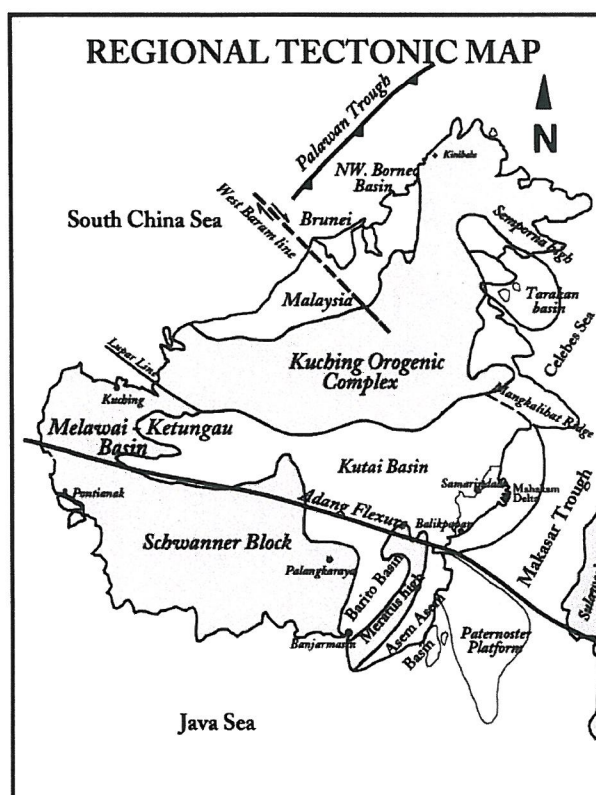 REGIONAL TECTONIC MAP
Palawan Trough
N
Kinibalu
NW. Borneo
Basin
West Baram line
Brunei
South China Sea
Semporna high
Malaysia
Tarakan
basin
Celebes Sea
Kuching Orogenic
Complex
Lupar Line
Mangkalihat Ridge
Kuching
Melawai - Ketungau
Basin
Kutai Basin
Samarinda
Mahakam
Delta
Pontianak
Adang Flexure
Balikpapan
Makasar Trough
Schwanner Block
Palangkaraya
Barito Basin
Meratus high
Asem Asem
Basin
Paternoster
Platform
Banjarmasin
Java Sea